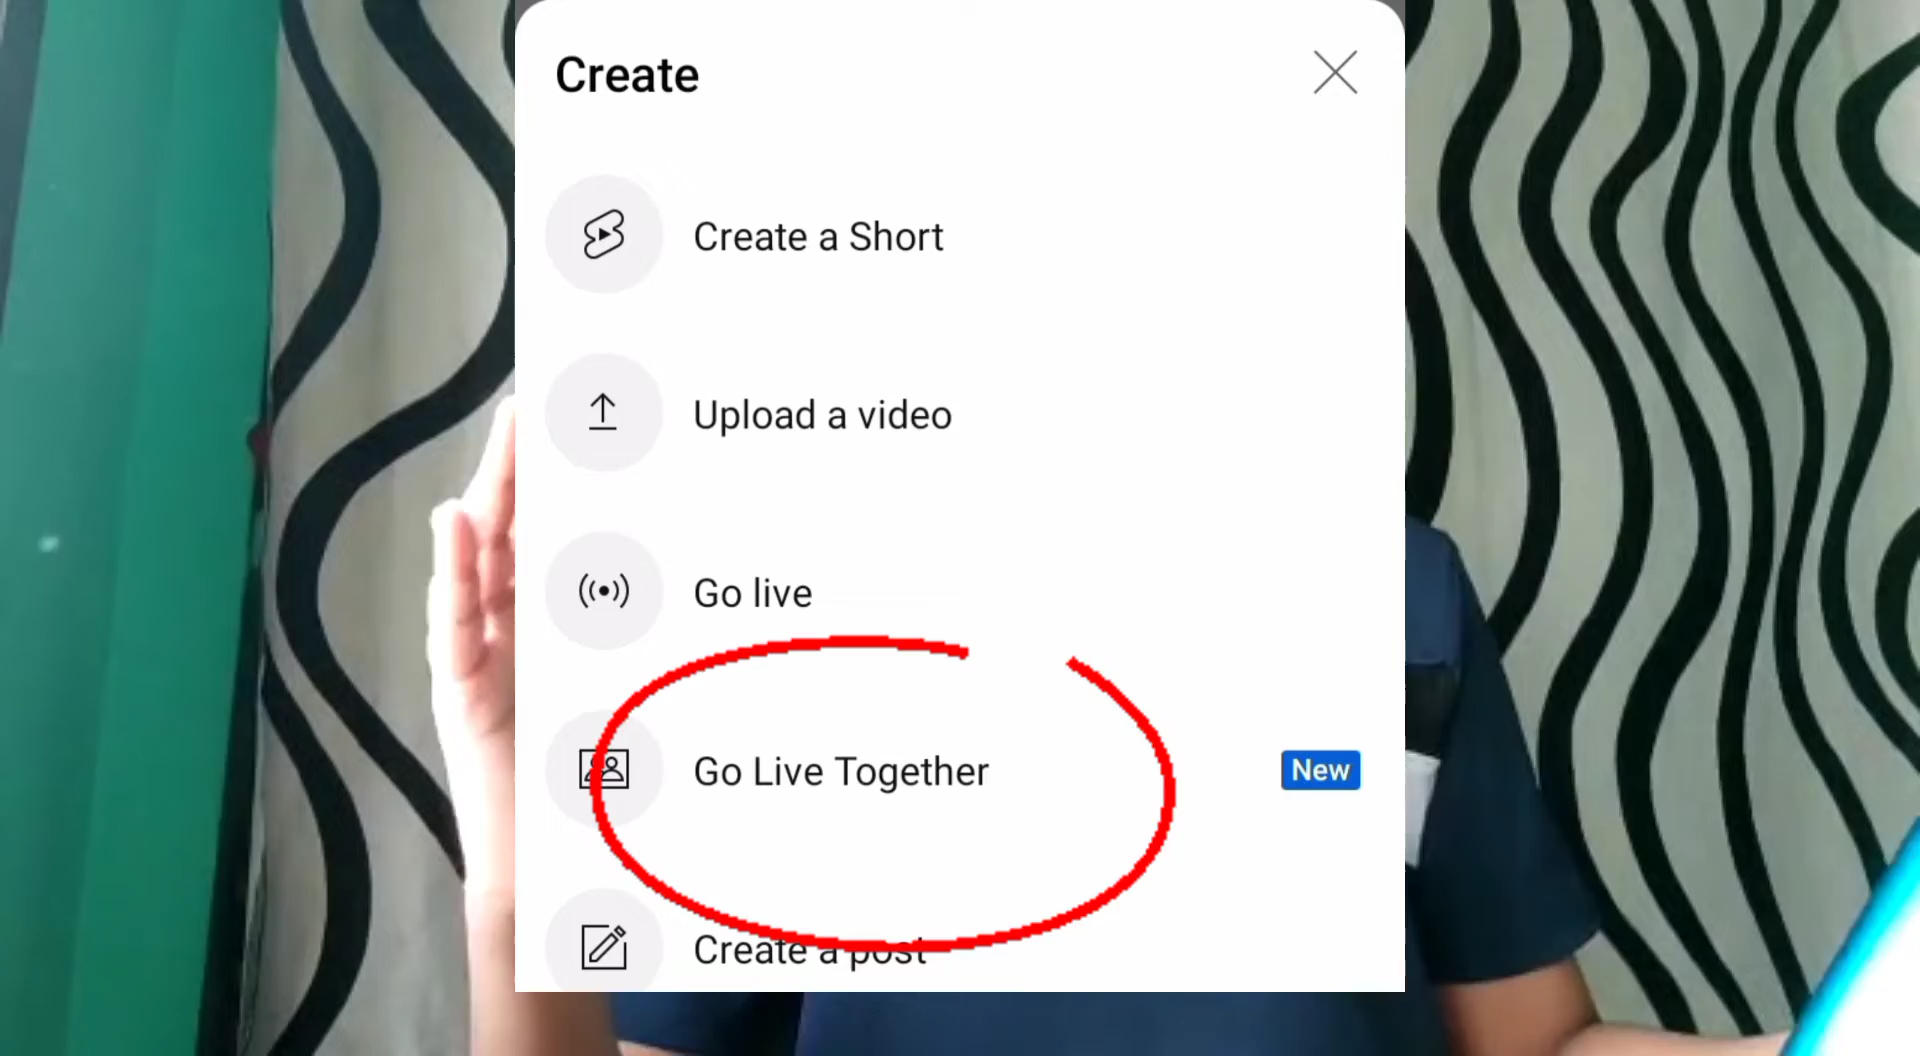 Create
Create a Short
Upload a video
Go live
Go Live Together
New
Create a post